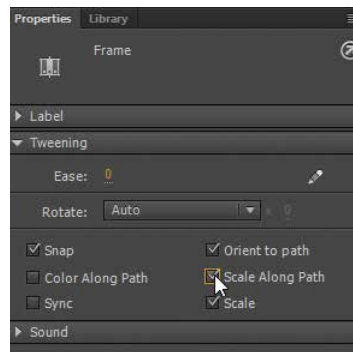 Properties Library
Frame
Label
Tweening
Ease: 0
Rotate: Auto x 0
Snap Orient to path
Color Along Path Scale Along Path
Sync Scale
Sound